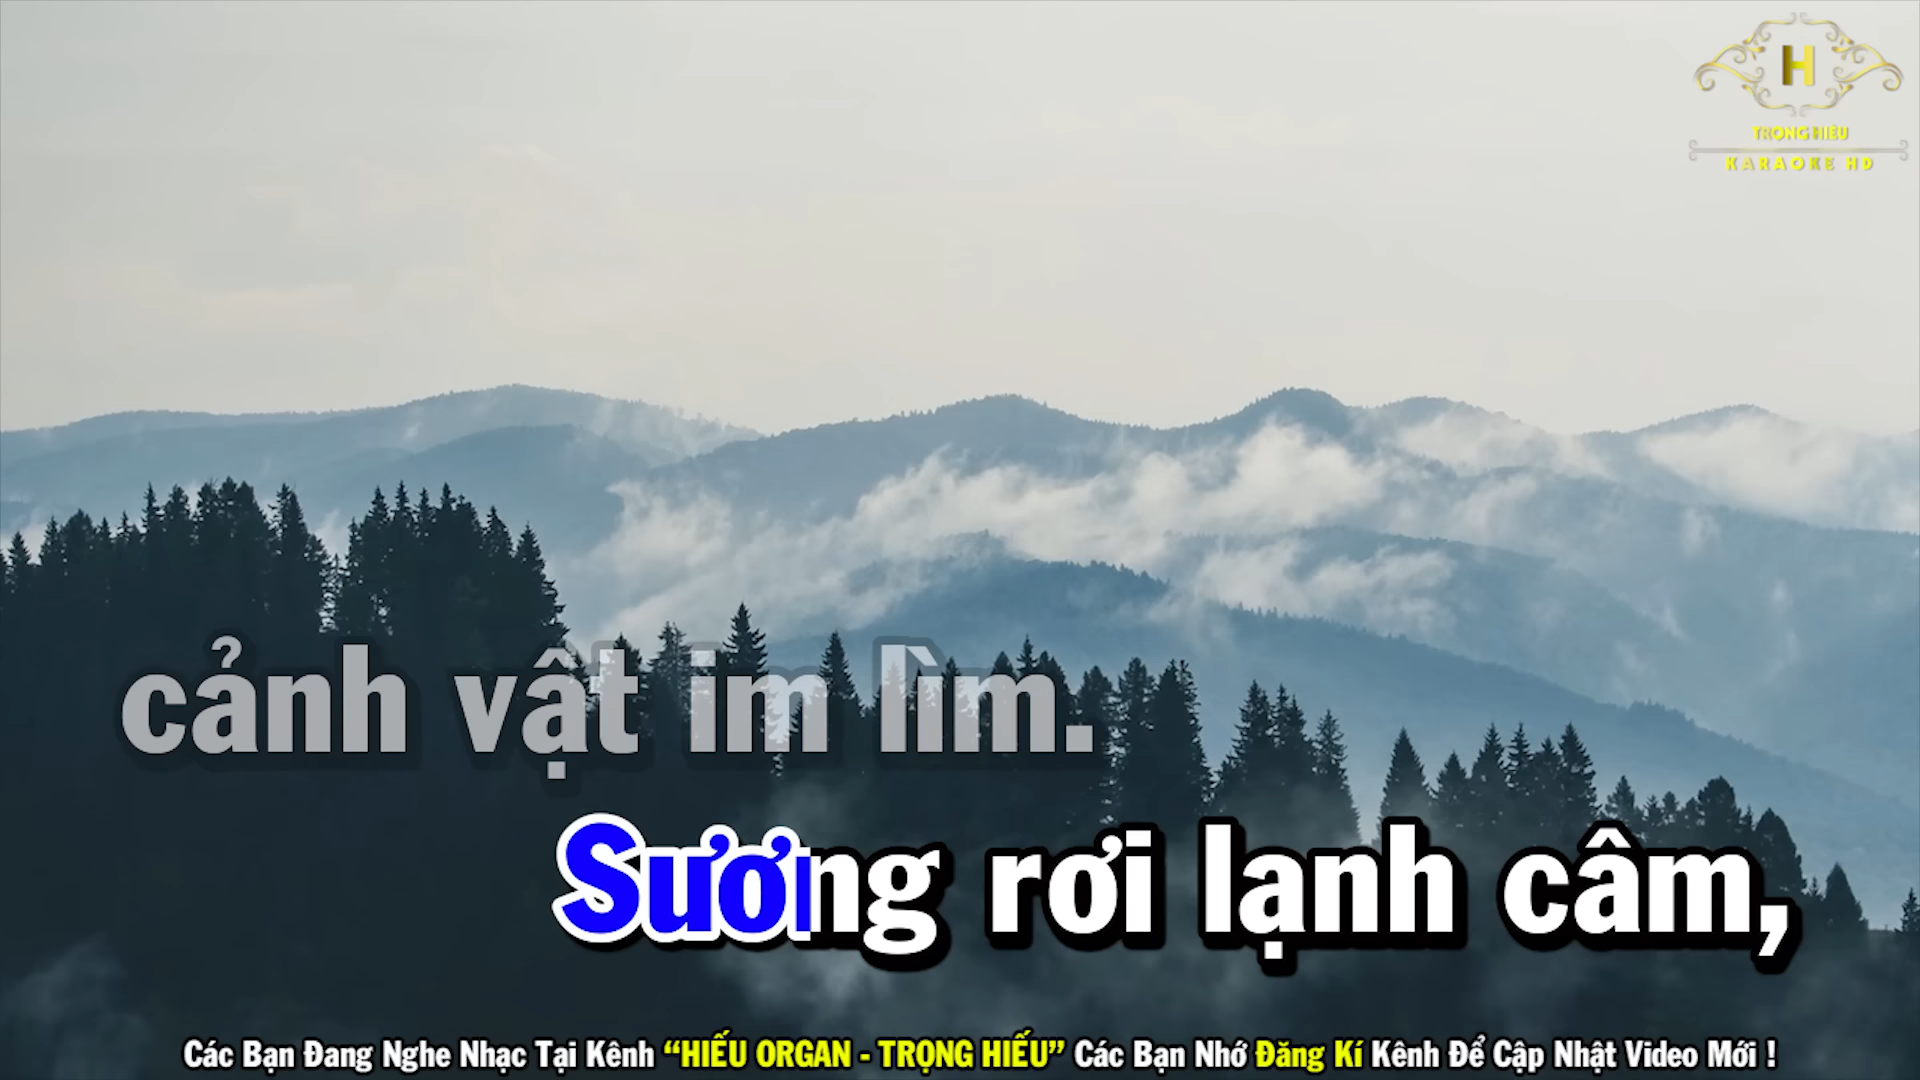 H
TRỌNG HIẾU
KARAOKE HD
cảnh vật im lìm.
Sương rơi lạnh câm,
Các Bạn Đang Nghe Nhạc Tại Kênh “HIẾU ORGAN - TRỌNG HIẾU” Các Bạn Nhớ Đăng Kí Kênh Để Cập Nhật Video Mới !